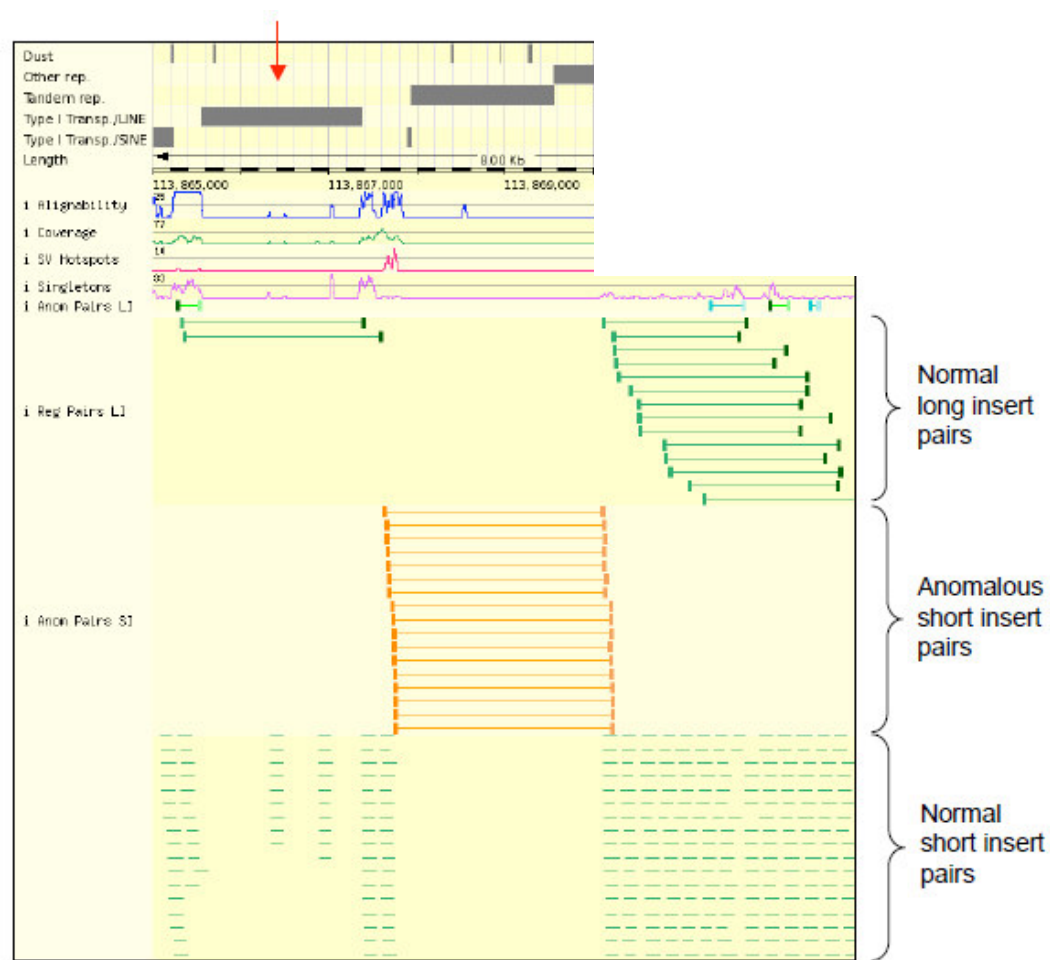 Dust
Other rep.
Tandem rep.
Type I Transp./LINE
Type I Transp./SINE
Length
8.00 Kb
113,865,000 113,867,000 113,869,000
i Alignability
i Coverage
77
i SV Hotspots
14
i Singletons
i Anom Pairs LI
i Reg Pairs LI
Normal
long insert
pairs
i Anom Pairs SI
Anomalous
short insert
pairs
Normal
short insert
pairs